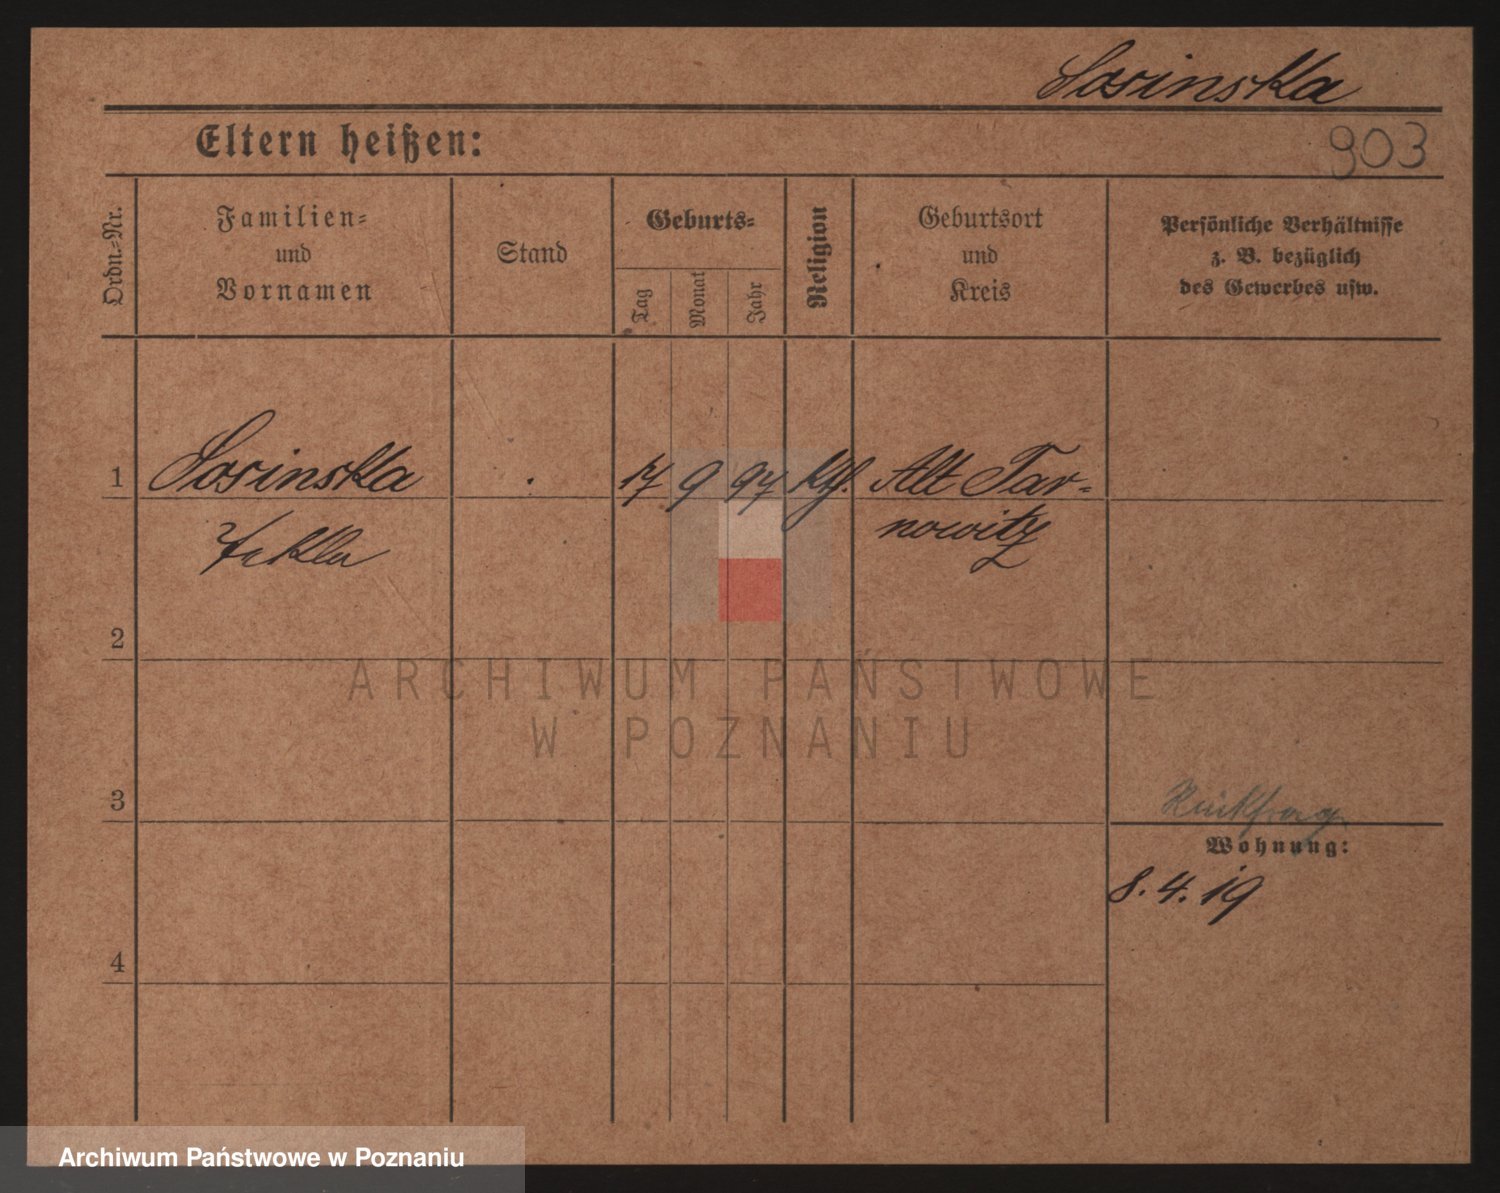 Sosinska
Eltern heißen:
903
Ordn.-Nr.
Familien-
und
Vornamen
Stand
Geburts-
Tag
Monat
Jahr
Religion
Geburtsort
und
Kreis
Persönliche Verhältnisse
z. B. bezüglich
des Gewerbes usw.
1
Sosinska
9 97 kth. Alt Tar-
Tekla
nowitz
2
ARCHIWUM PAŃSTWOWE
W POZNANIU
3
Rückfrag
Wohnung:
8.4.19
4
Archiwum Państwowe w Poznaniu